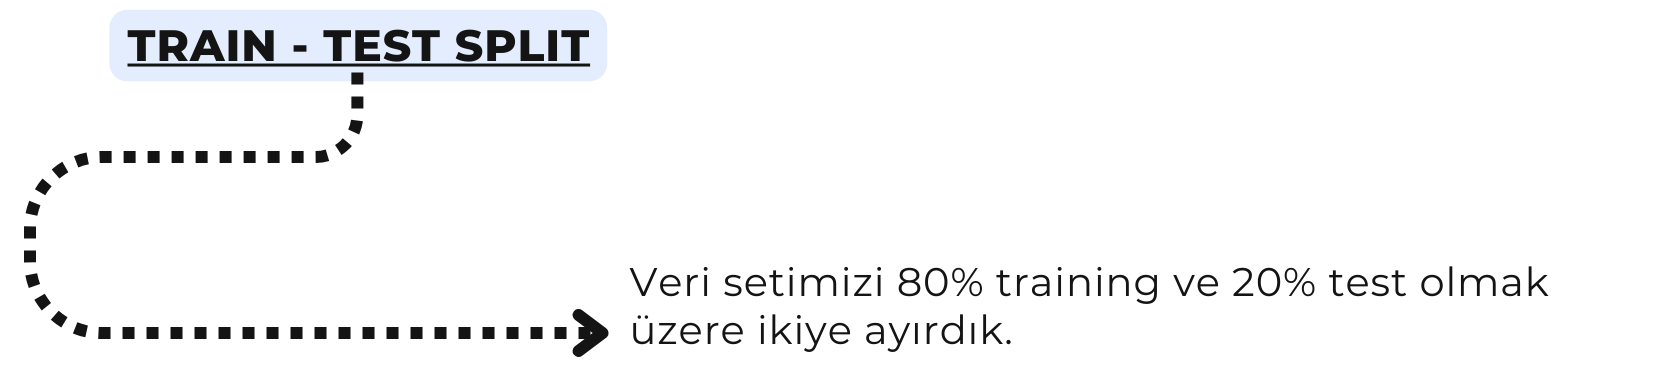 TRAIN - TEST SPLIT
Veri setimizi 80% training ve 20% test olmak
üzere ikiye ayırdık.